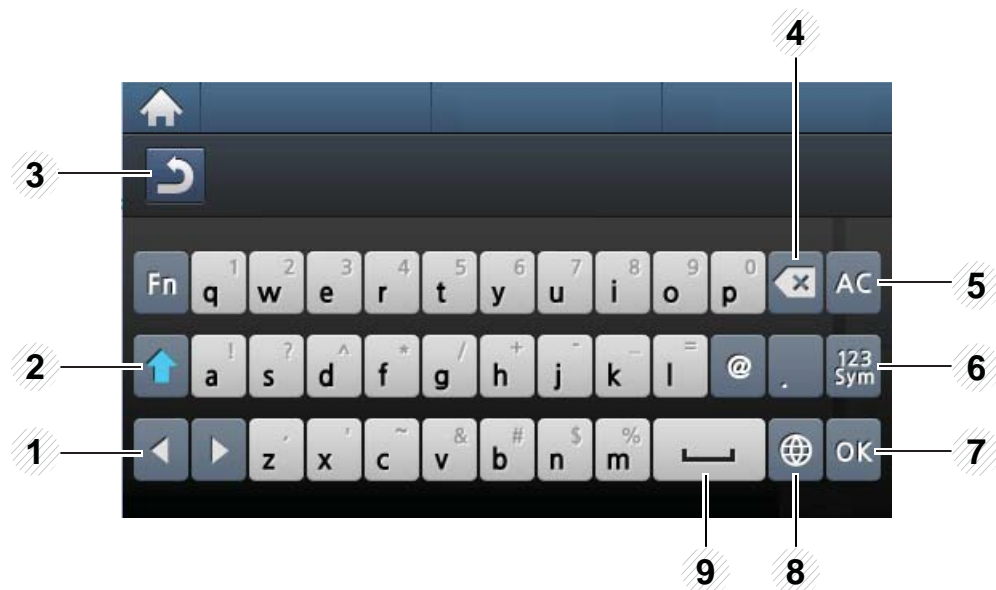 4
3
Fn 1 q 2 w 3 e 4 r 5 t 6 y 7 u 8 i 9 o 0 p AC 5
2 ! a ? s ^ d * f / g + h - j _ k = l @ . 123 Sym 6
1 , z ' x ~ c & v # b $ n % m OK 7
9 8